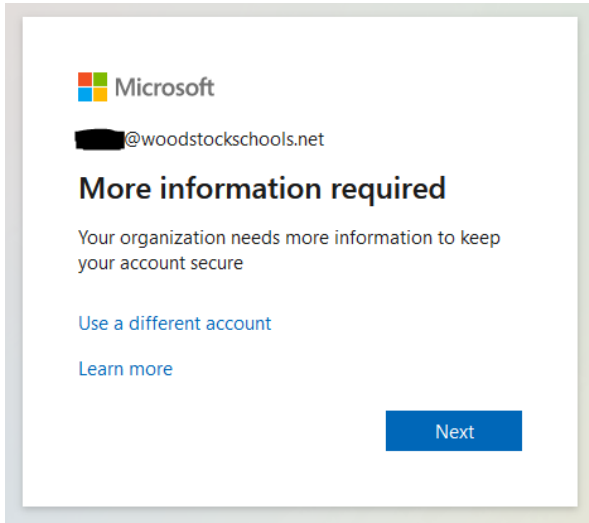 Microsoft
@woodstockschools.net
More information required
Your organization needs more information to keep
your account secure
Use a different account
Learn more
Next